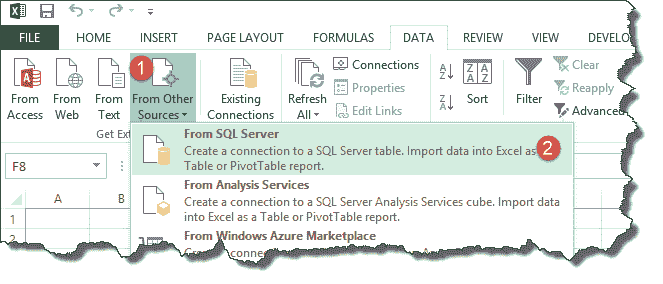 FILE HOME INSERT PAGE LAYOUT FORMULAS DATA REVIEW VIEW DEVELO
1
From Access
From Web
From Text
From Other Sources
Existing Connections
Refresh All
Connections
Properties
Edit Links
A Z
Z A
Z A A Z
Sort
Filter
Clear
Reapply
Advanced
Get Ext
From SQL Server
2
Create a connection to a SQL Server table. Import data into Excel as
Table or PivotTable report.
From Analysis Services
Create a connection to a SQL Server Analysis Services cube. Import data
into Excel as a Table or PivotTable report.
From Windows Azure Marketplace
Create a connec
F8
A B
1
2